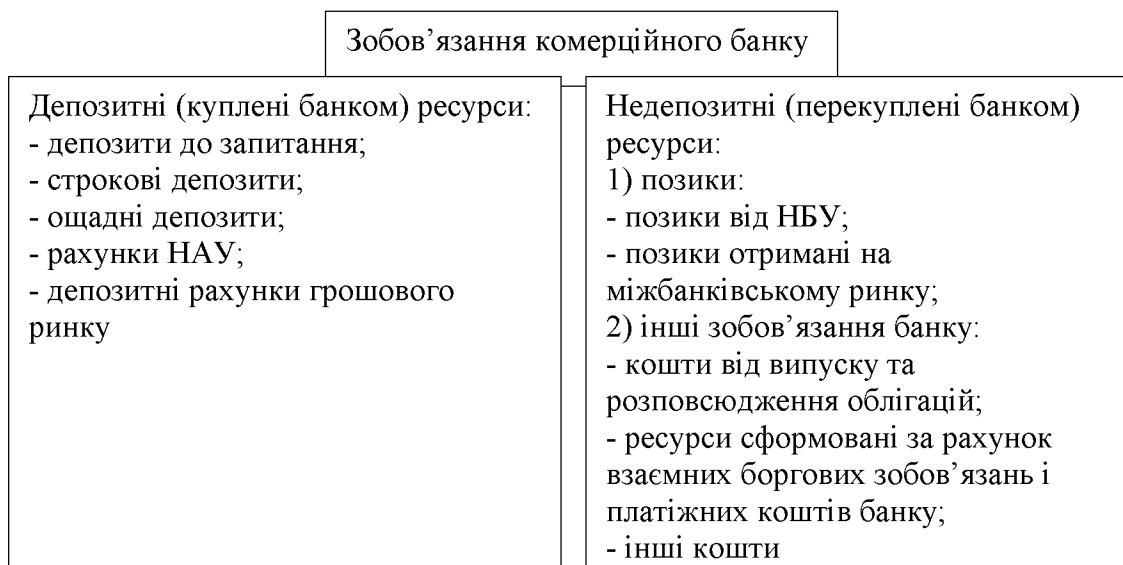 Зобов’язання комерційного банку
Депозитні (куплені банком) ресурси:
- депозити до запитання;
- строкові депозити;
- ощадні депозити;
- рахунки НАУ;
- депозитні рахунки грошового
ринку
Недепозитні (перекуплені банком)
ресурси:
1) позики:
- позики від НБУ;
- позики отримані на
міжбанківському ринку;
2) інші зобов’язання банку:
- кошти від випуску та
розповсюдження облігацій;
- ресурси сформовані за рахунок
взаємних боргових зобов’язань і
платіжних коштів банку;
- інші кошти